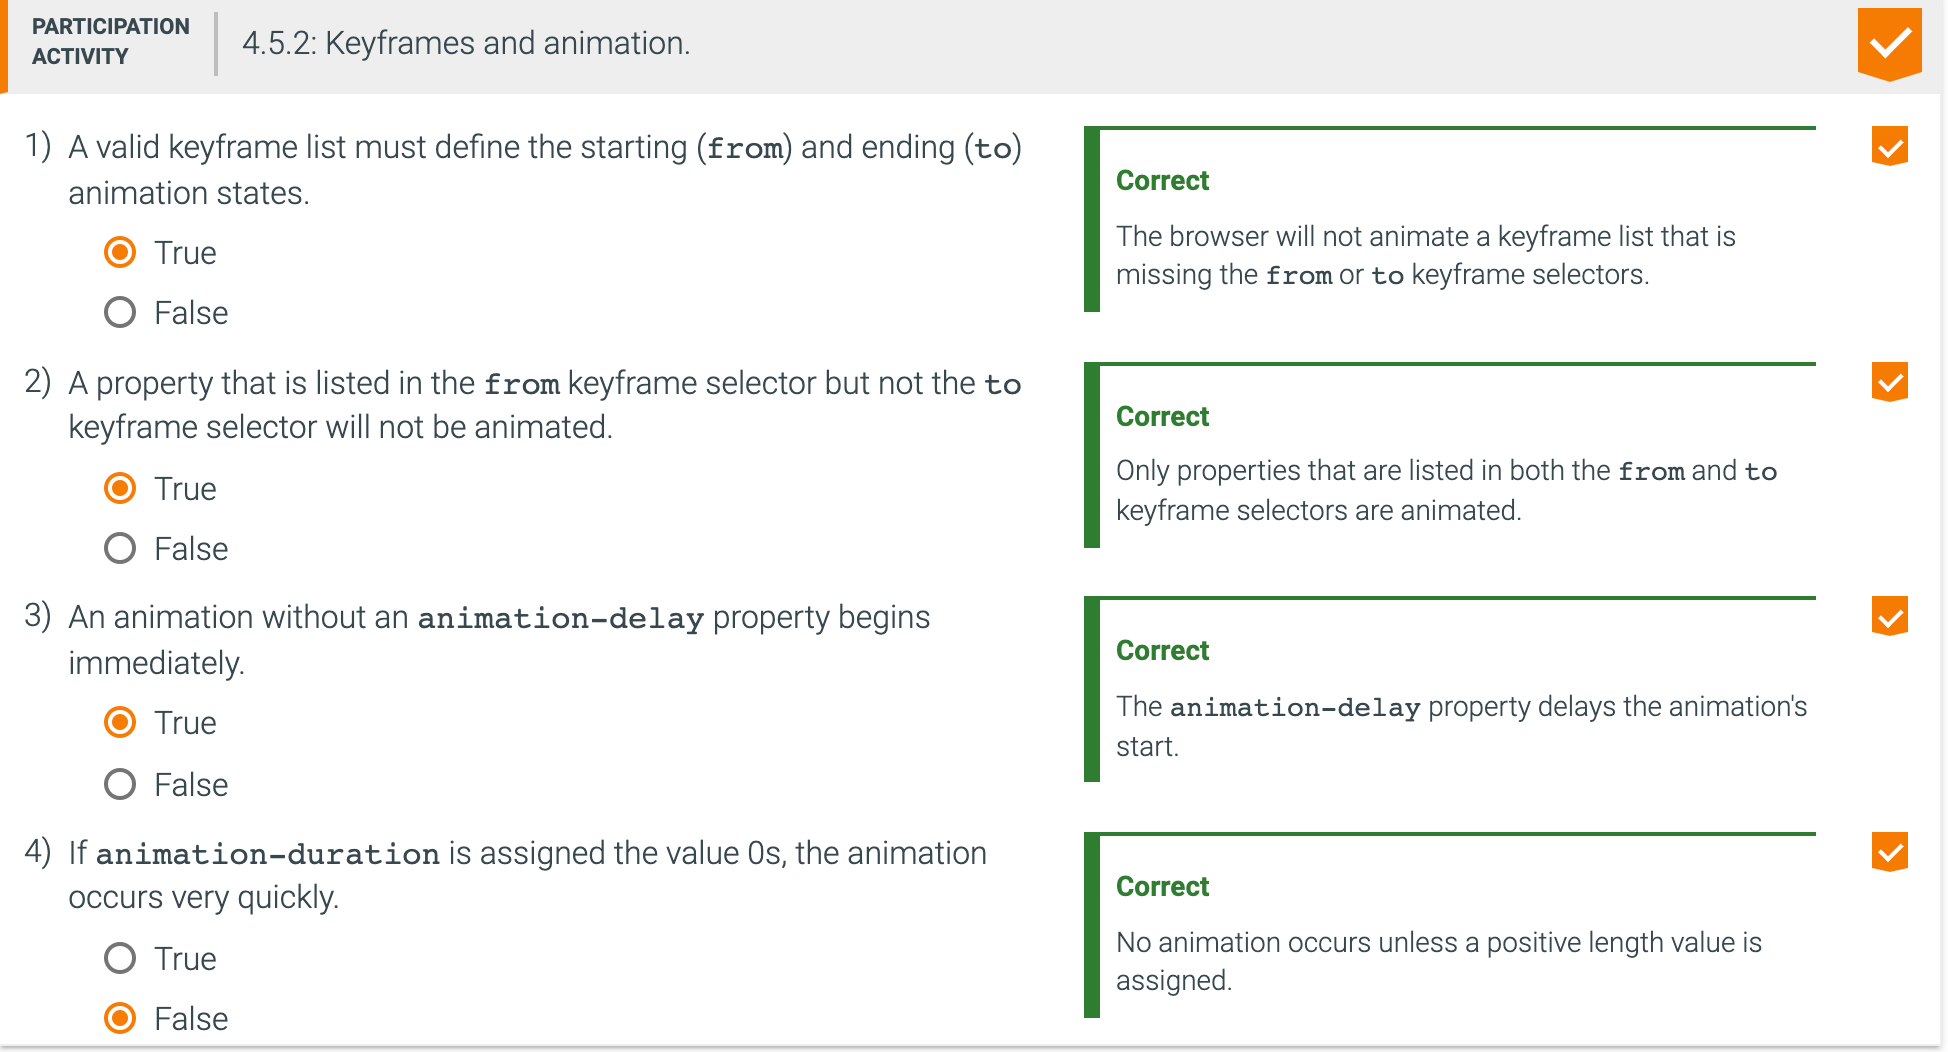 PARTICIPATION
ACTIVITY
4.5.2: Keyframes and animation.
1) A valid keyframe list must define the starting (from) and ending (to)
animation states.
True
False
Correct
The browser will not animate a keyframe list that is
missing the from or to keyframe selectors.
2) A property that is listed in the from keyframe selector but not the to
keyframe selector will not be animated.
True
False
Correct
Only properties that are listed in both the from and to
keyframe selectors are animated.
3) An animation without an animation-delay property begins
immediately.
True
False
Correct
The animation-delay property delays the animation's
start.
4) If animation-duration is assigned the value 0s, the animation
occurs very quickly.
True
False
Correct
No animation occurs unless a positive length value is
assigned.